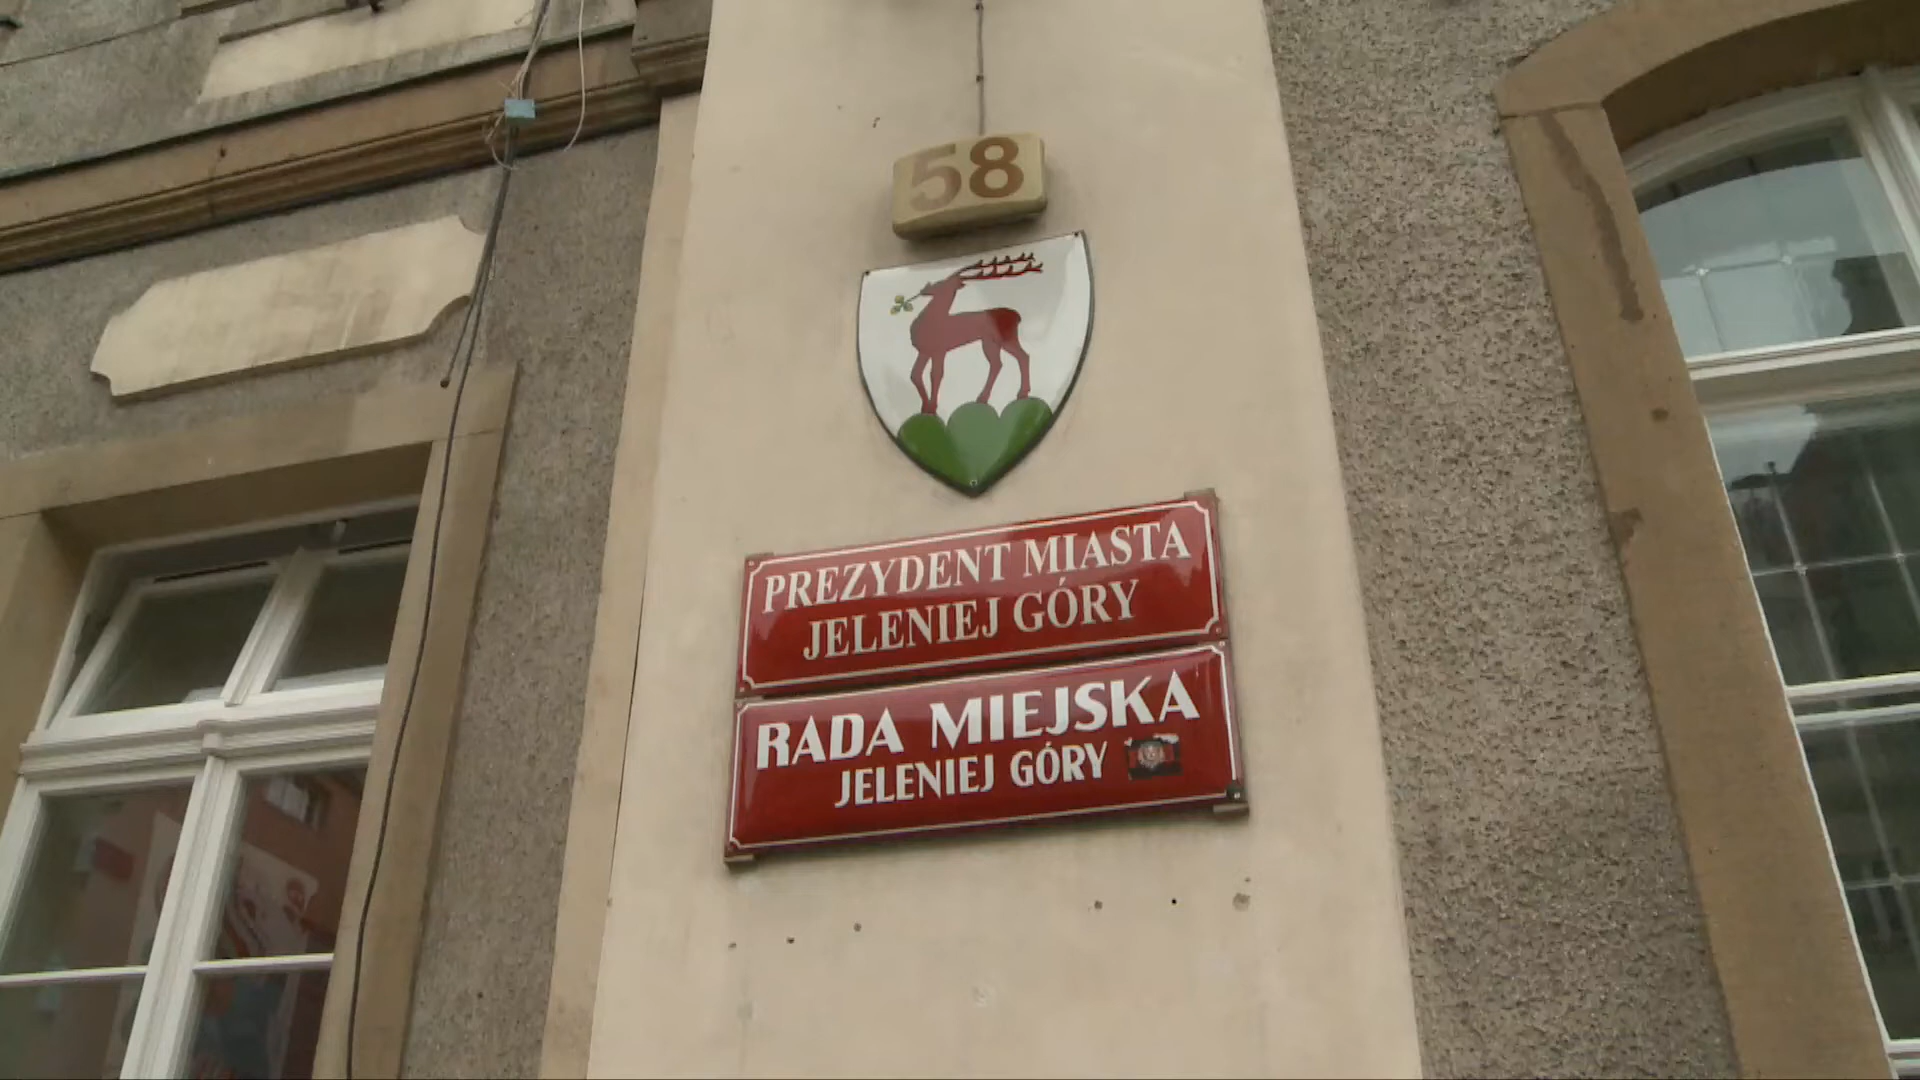 58
PREZYDENT MIASTA
JELENIEJ GÓRY
RADA MIEJSKA
JELENIEJ GÓRY